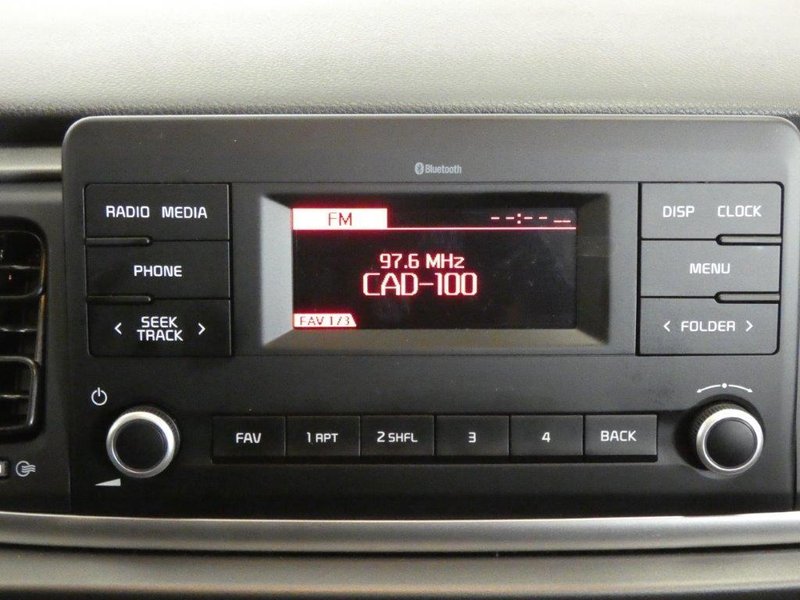 Bluetooth
RADIO MEDIA
FM
--:-- __
DISP CLOCK
PHONE
97.6 MHz
CAD-100
MENU
< SEEK TRACK >
FAV 1/3
< FOLDER >
FAV
1 RPT
2 SHFL
3
4
BACK